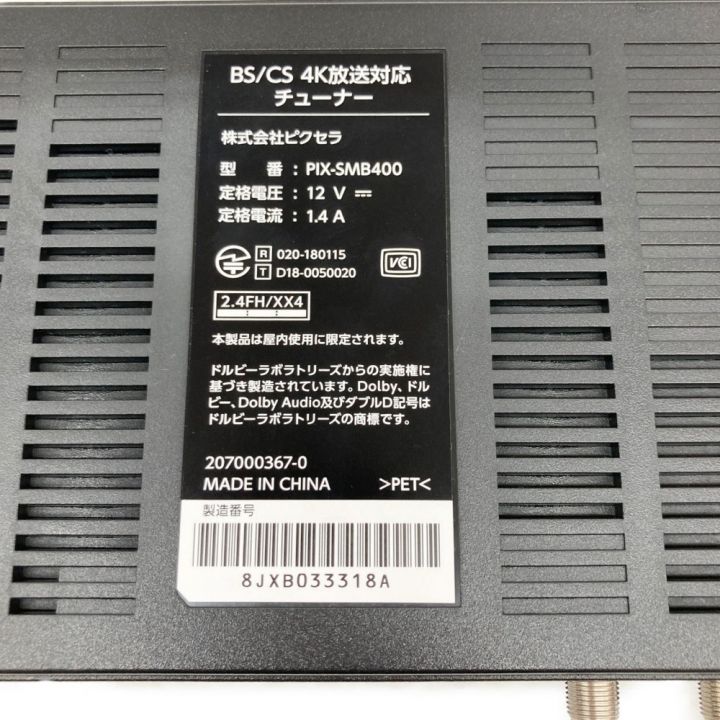 BS/CS 4K放送対応
チューナー
株式会社ピクセラ
型 番 : PIX-SMB400
定格電圧 : 12 V ⎓
定格電流 : 1.4 A
R 020-180115
T D18-0050020
VCI
2.4FH/XX4
本製品は屋内使用に限定されます。
ドルビーラボラトリーズからの実施権に
基づき製造されています。Dolby、ドル
ビー、Dolby Audio及びダブルD記号は
ドルビーラボラトリーズの商標です。
207000367-0
MADE IN CHINA >PET<
製造番号
8JXB033318A